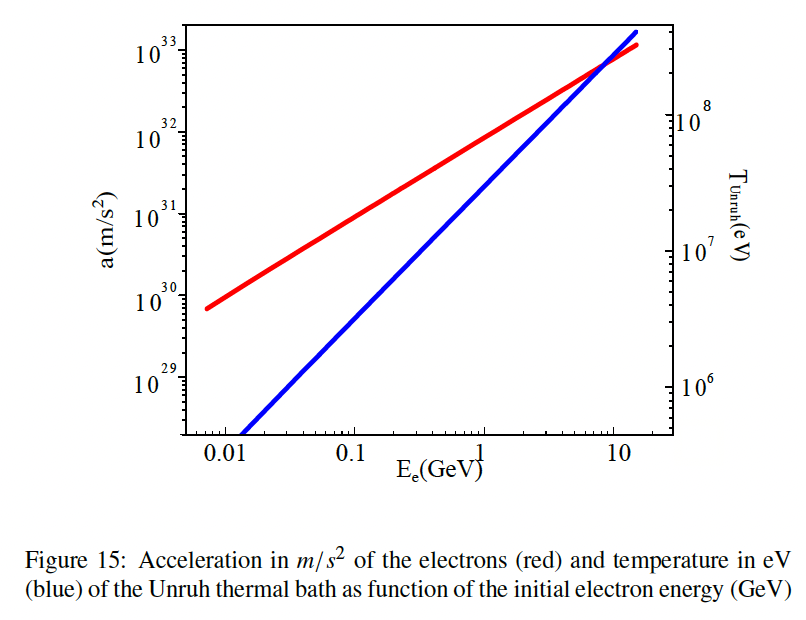 10^33
10^32
10^31
10^30
10^29
a(m/s^2)
10^8
10^7
10^6
T_Unruh(eV)
0.01
0.1
1
10
E_e(GeV)
Figure 15: Acceleration in m/s^2 of the electrons (red) and temperature in eV
(blue) of the Unruh thermal bath as function of the initial electron energy (GeV)